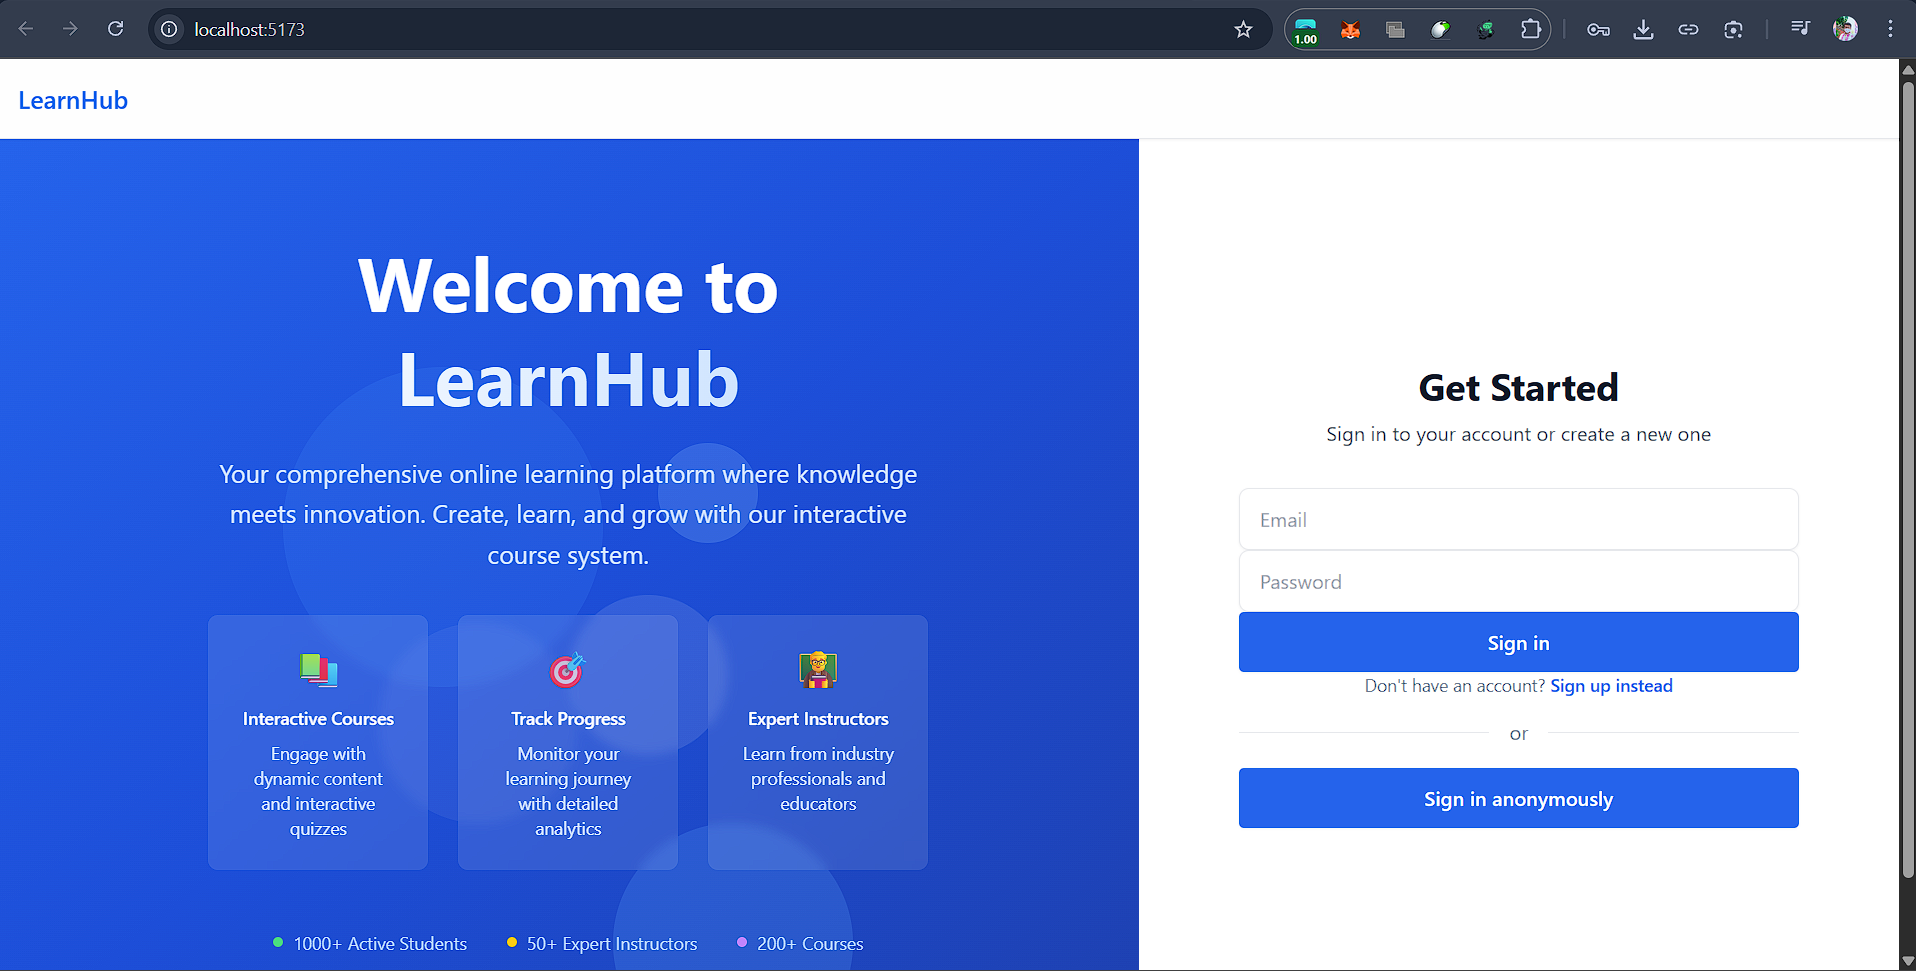 localhost:5173
1.00
LearnHub
Welcome to
LearnHub
Your comprehensive online learning platform where knowledge
meets innovation. Create, learn, and grow with our interactive
course system.
Interactive Courses
Engage with
dynamic content
and interactive
quizzes
Track Progress
Monitor your
learning journey
with detailed
analytics
Expert Instructors
Learn from industry
professionals and
educators
1000+ Active Students
50+ Expert Instructors
200+ Courses
Get Started
Sign in to your account or create a new one
Email
Password
Sign in
Don't have an account? Sign up instead
or
Sign in anonymously